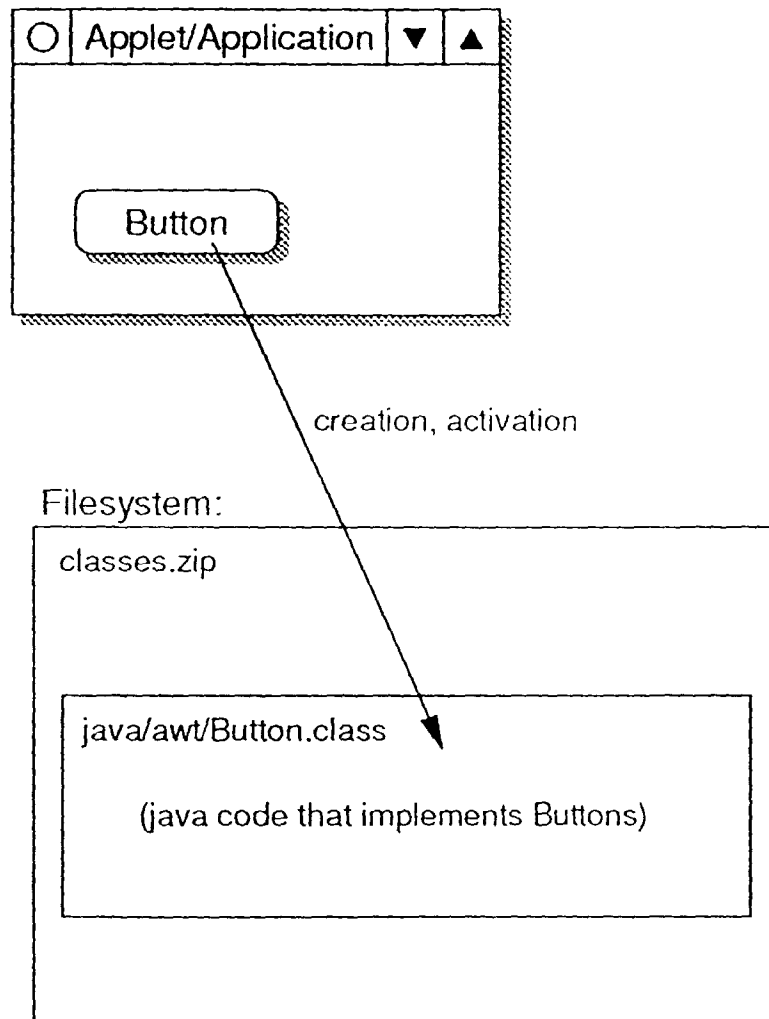 Applet/Application
Button
creation, activation
Filesystem:
classes.zip
java/awt/Button.class
(java code that implements Buttons)